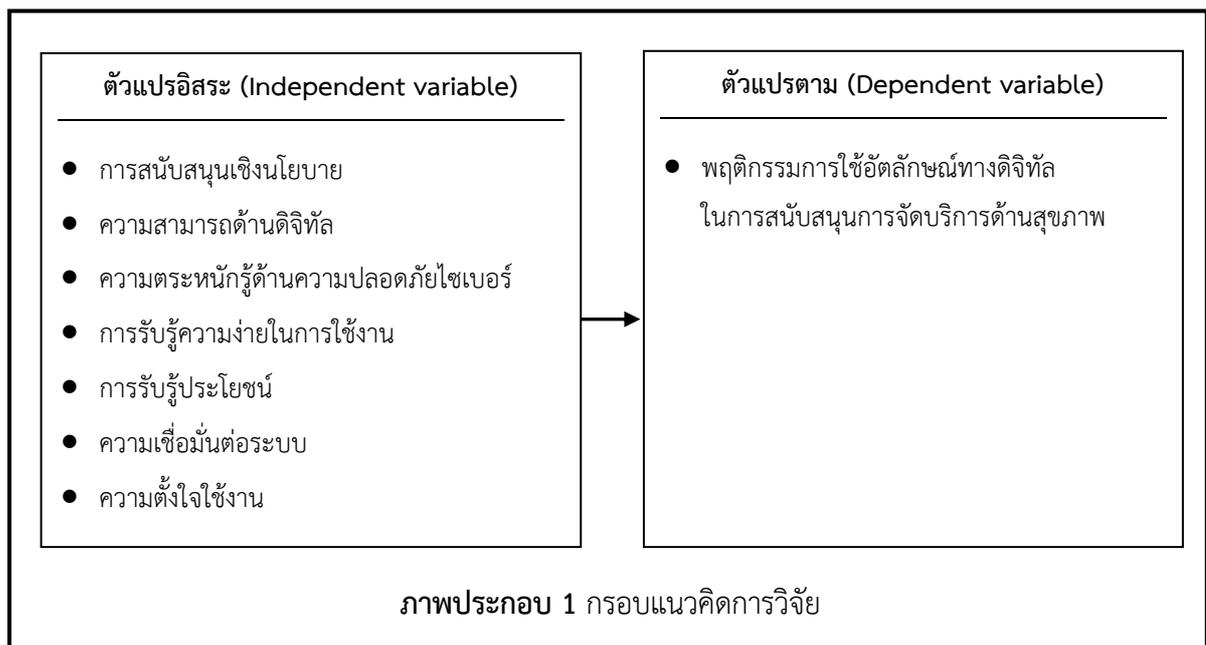 ตัวแปรอิสระ (Independent variable)
● การสนับสนุนเชิงนโยบาย
● ความสามารถด้านดิจิทัล
● ความตระหนักรู้ด้านความปลอดภัยไซเบอร์
● การรับรู้ความง่ายในการใช้งาน
● การรับรู้ประโยชน์
● ความเชื่อมั่นต่อระบบ
● ความตั้งใจใช้งาน
ตัวแปรตาม (Dependent variable)
● พฤติกรรมการใช้อัตลักษณ์ทางดิจิทัล
ในการสนับสนุนการจัดบริการด้านสุขภาพ
ภาพประกอบ 1 กรอบแนวคิดการวิจัย